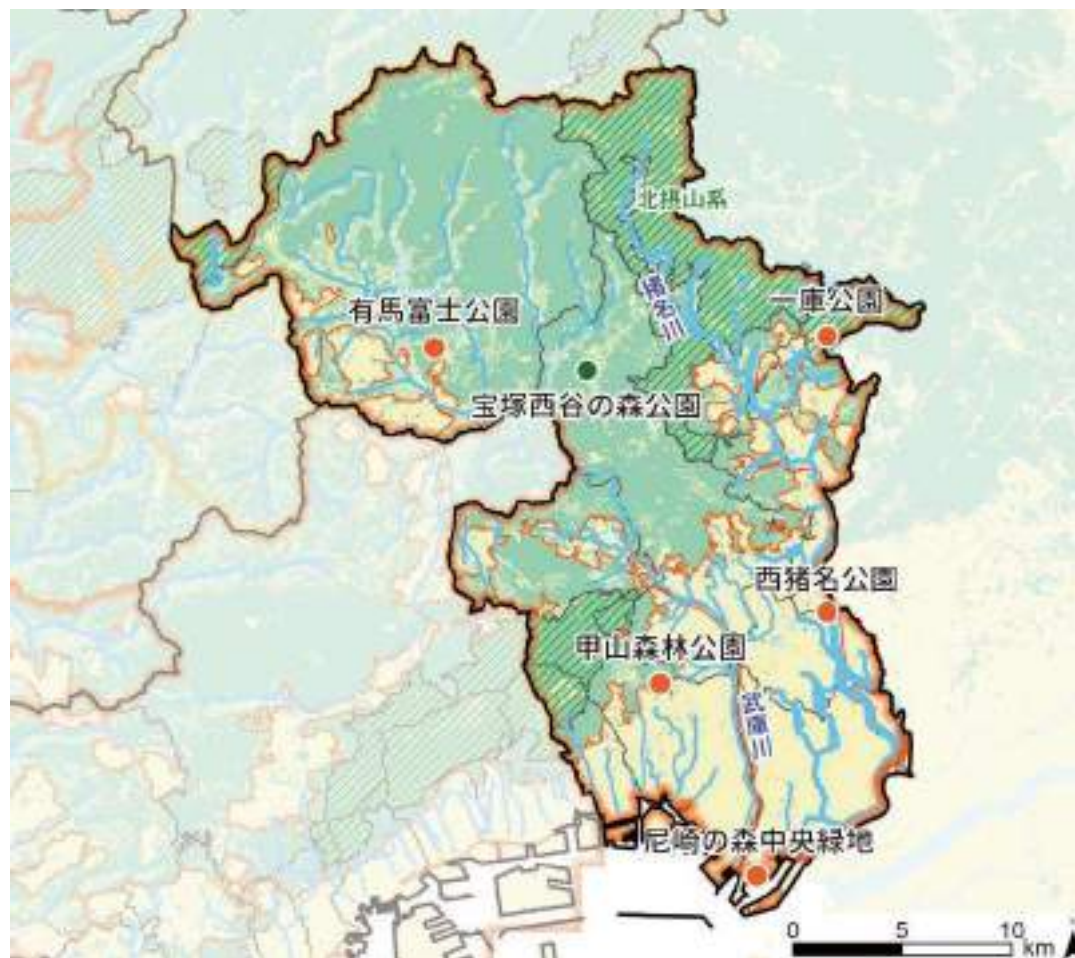 北摂山系
猪名川
一庫公園
有馬富士公園
宝塚西谷の森公園
西猪名公園
甲山森林公園
武庫川
尼崎の森中央緑地
0 5 10
km